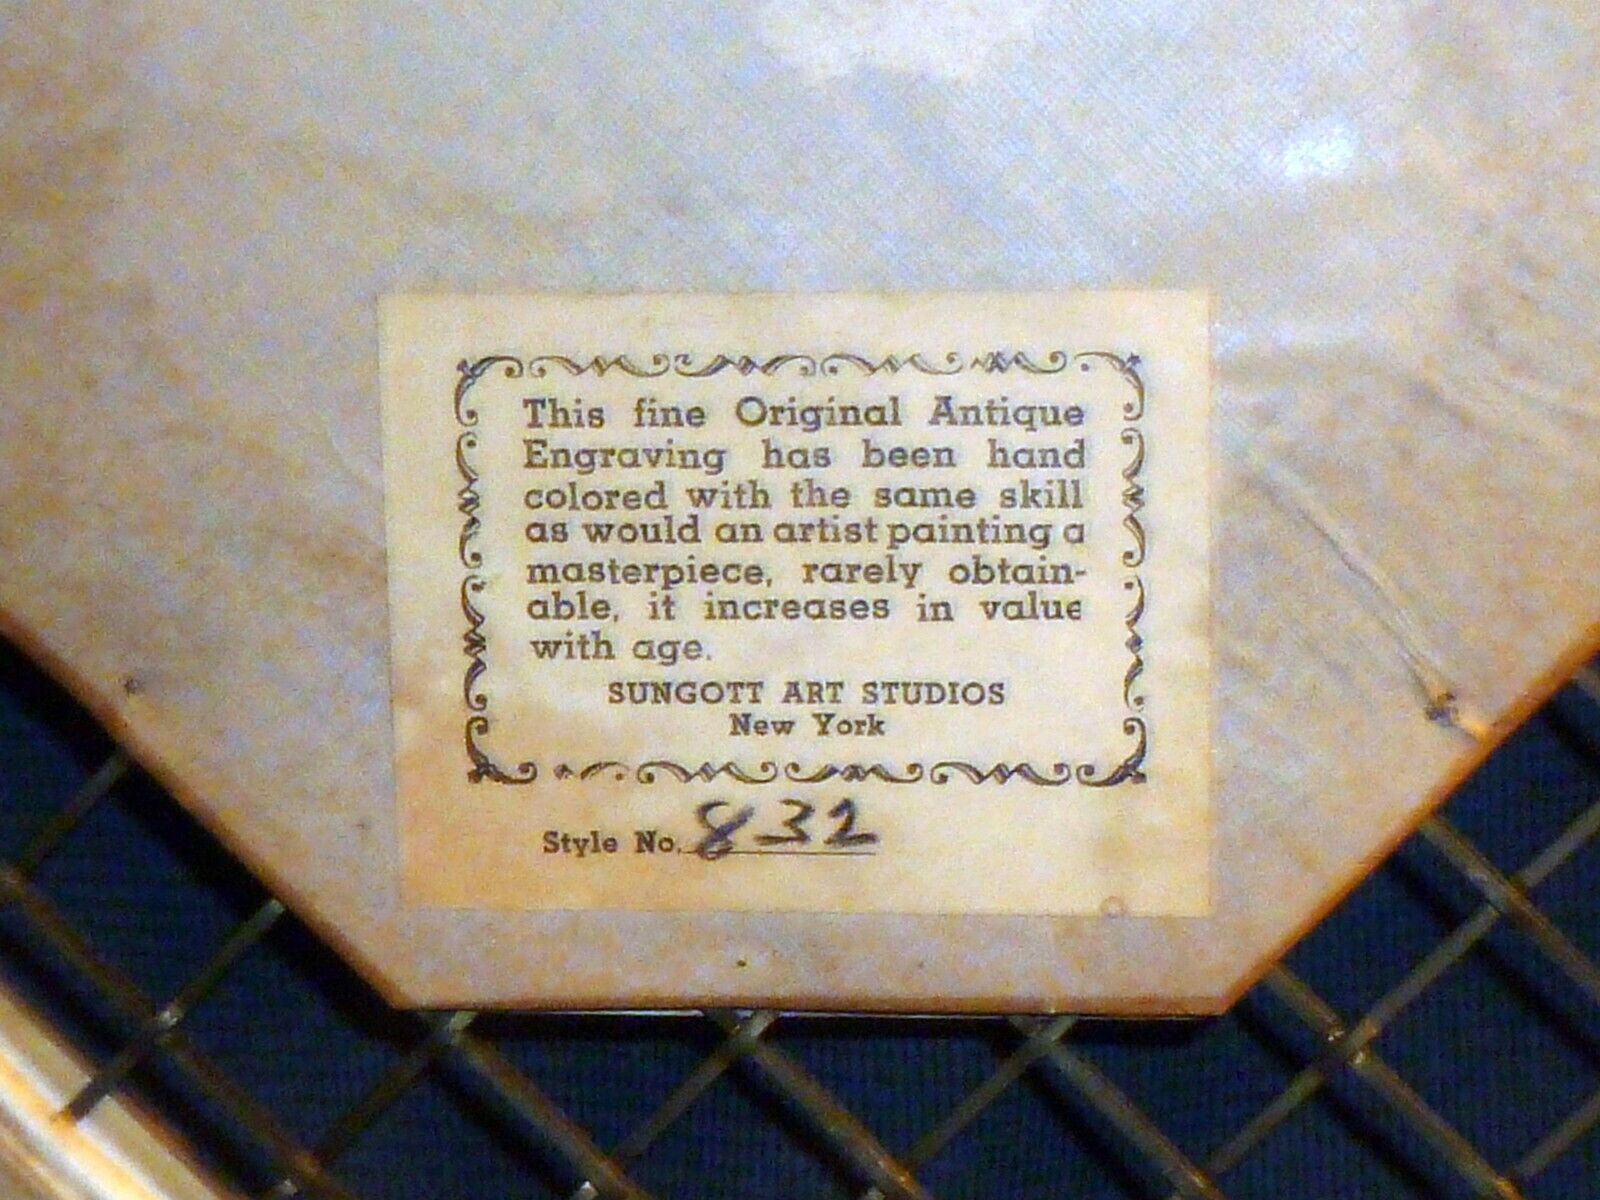 This fine Original Antique
Engraving has been hand
colored with the same skill
as would an artist painting a
masterpiece, rarely obtain-
able, it increases in value
with age.
SUNGOTT ART STUDIOS
New York
Style No. 832